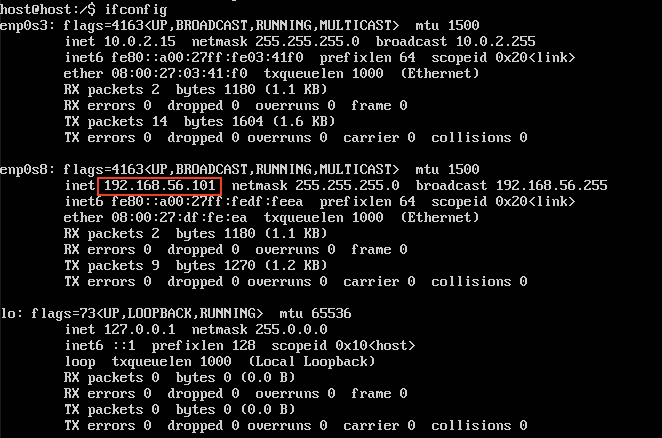 host@host:/$ ifconfig
enp0s3: flags=4163<UP,BROADCAST,RUNNING,MULTICAST>  mtu 1500
        inet 10.0.2.15  netmask 255.255.255.0  broadcast 10.0.2.255
        inet6 fe80::a00:27ff:fe03:41f0  prefixlen 64  scopeid 0x20<link>
        ether 08:00:27:03:41:f0  txqueuelen 1000  (Ethernet)
        RX packets 2  bytes 1180 (1.1 KB)
        RX errors 0  dropped 0  overruns 0  frame 0
        TX packets 14  bytes 1604 (1.6 KB)
        TX errors 0  dropped 0 overruns 0  carrier 0  collisions 0
enp0s8: flags=4163<UP,BROADCAST,RUNNING,MULTICAST>  mtu 1500
        inet 192.168.56.101  netmask 255.255.255.0  broadcast 192.168.56.255
        inet6 fe80::a00:27ff:fedf:feea  prefixlen 64  scopeid 0x20<link>
        ether 08:00:27:df:fe:ea  txqueuelen 1000  (Ethernet)
        RX packets 2  bytes 1180 (1.1 KB)
        RX errors 0  dropped 0  overruns 0  frame 0
        TX packets 9  bytes 1270 (1.2 KB)
        TX errors 0  dropped 0 overruns 0  carrier 0  collisions 0
lo: flags=73<UP,LOOPBACK,RUNNING>  mtu 65536
        inet 127.0.0.1  netmask 255.0.0.0
        inet6 ::1  prefixlen 128  scopeid 0x10<host>
        loop  txqueuelen 1000  (Local Loopback)
        RX packets 0  bytes 0 (0.0 B)
        RX errors 0  dropped 0  overruns 0  frame 0
        TX packets 0  bytes 0 (0.0 B)
        TX errors 0  dropped 0 overruns 0  carrier 0  collisions 0